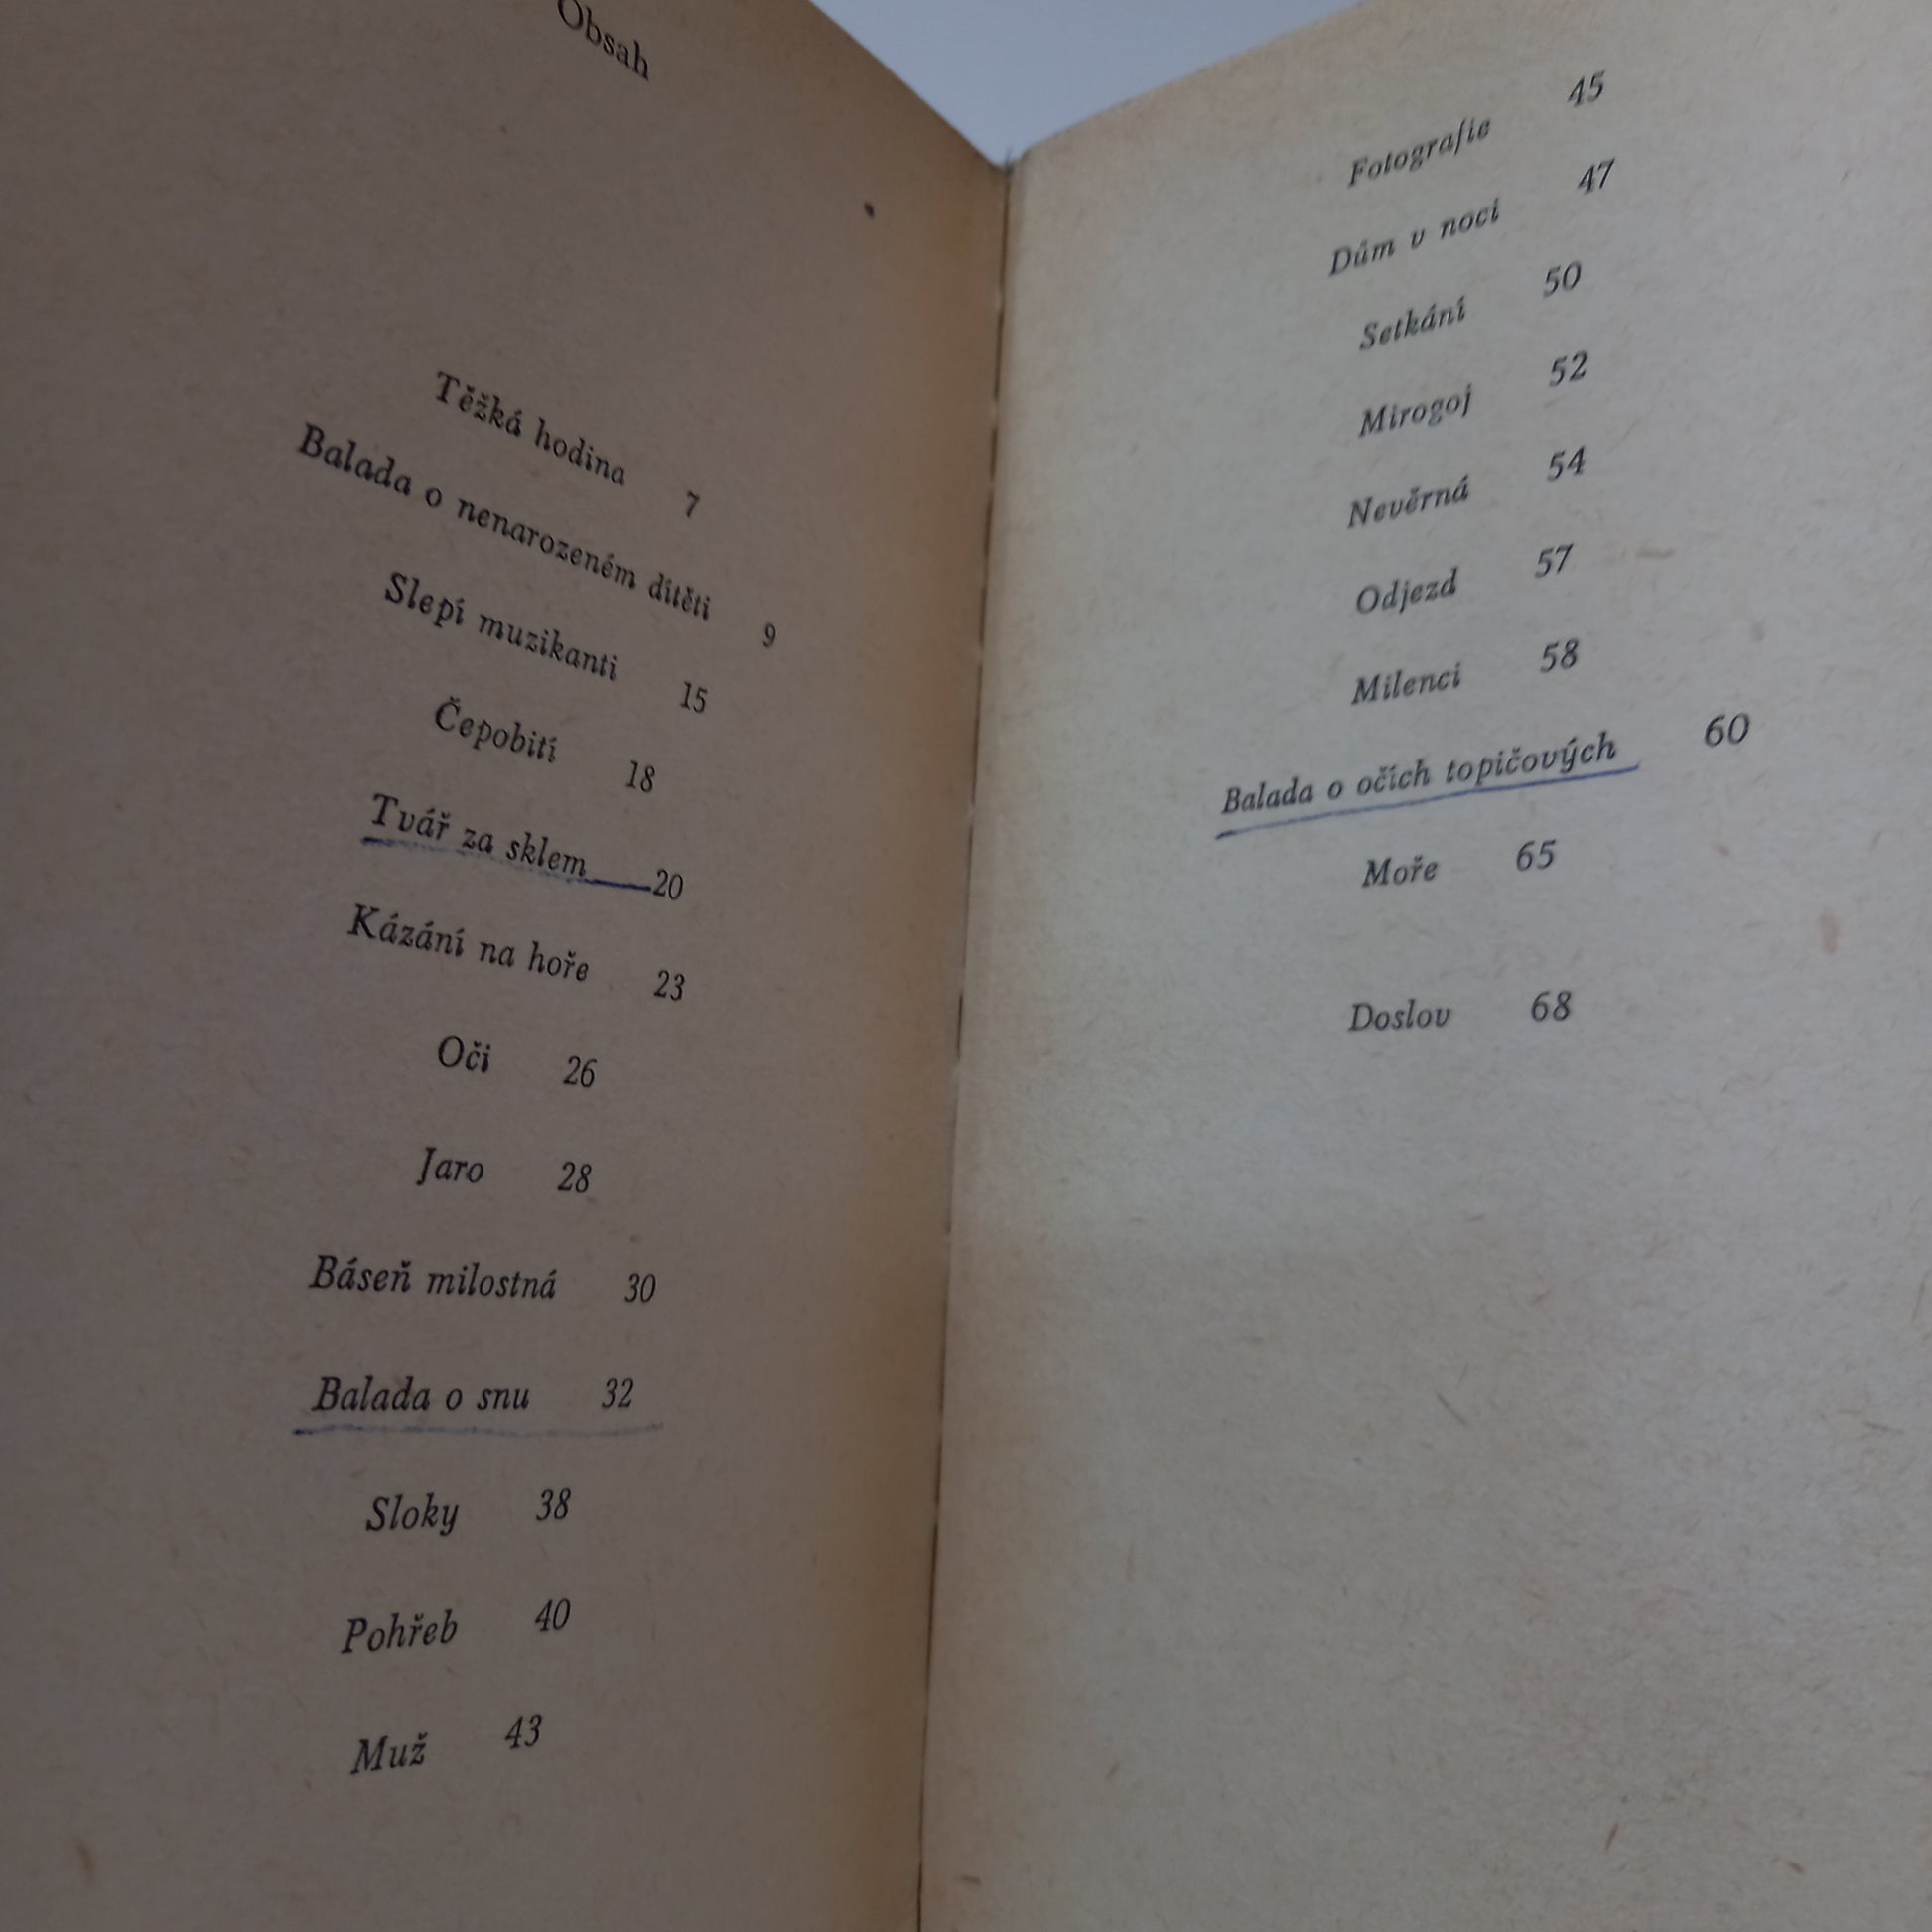 Obsah
Těžká hodina 7
Balada o nenarozeném dítěti 9
Slepí muzikanti 15
Čepobití 18
Tvář za sklem 20
Kázání na hoře 23
Oči 26
Jaro 28
Báseň milostná 30
Balada o snu 32
Sloky 38
Pohřeb 40
Muž 43
Fotografie 45
Dům v noci 47
Setkání 50
Mirogoj 52
Nevěrná 54
Odjezd 57
Milenci 58
Balada o očích topičových 60
Moře 65
Doslov 68